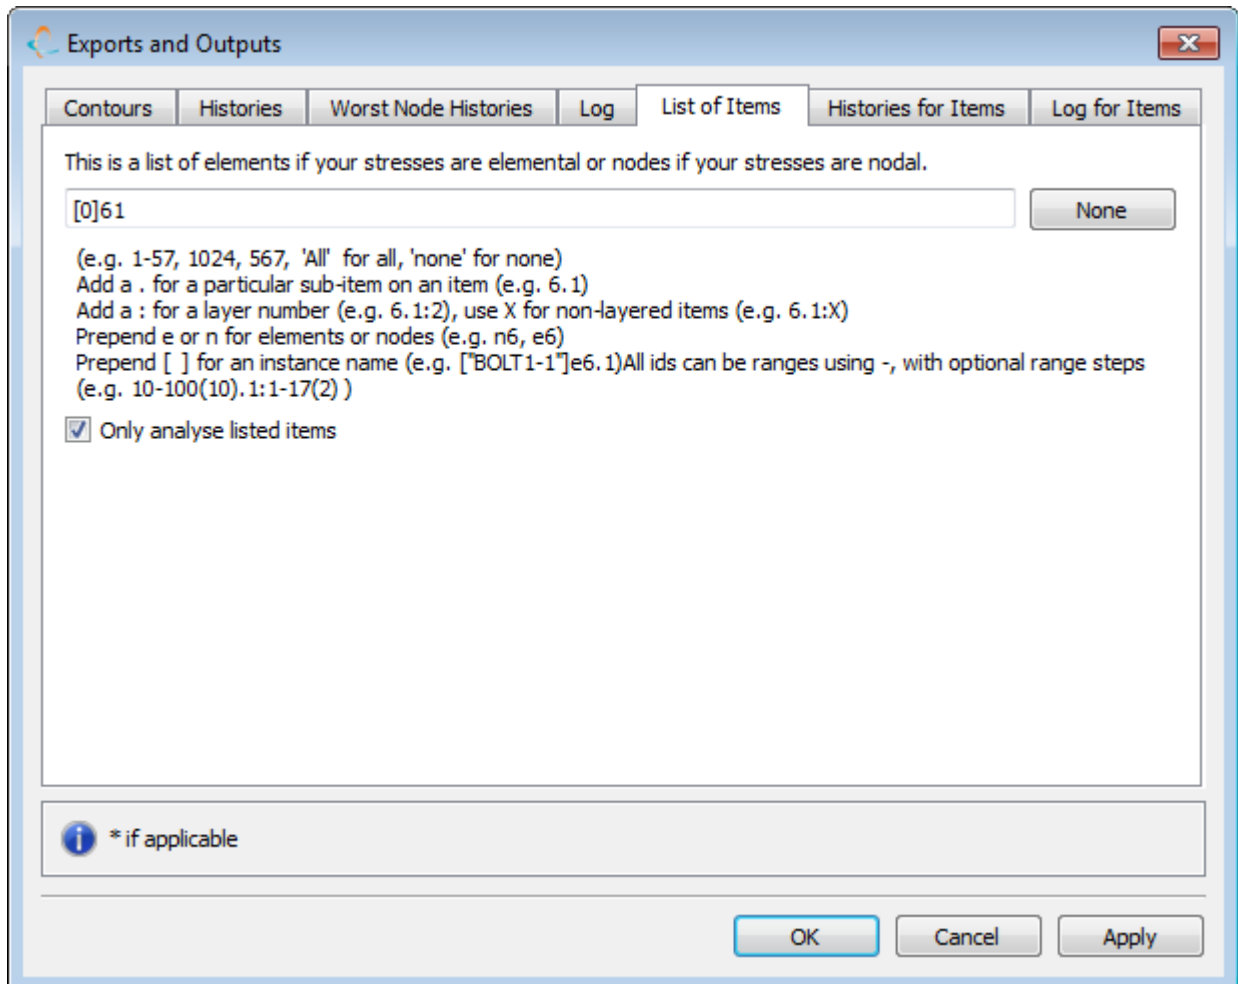 Exports and Outputs
Contours Histories Worst Node Histories Log List of Items Histories for Items Log for Items
This is a list of elements if your stresses are elemental or nodes if your stresses are nodal.
[0]61 None
(e.g. 1-57, 1024, 567, 'All' for all, 'none' for none)
Add a . for a particular sub-item on an item (e.g. 6.1)
Add a : for a layer number (e.g. 6.1:2), use X for non-layered items (e.g. 6.1:X)
Prepend e or n for elements or nodes (e.g. n6, e6)
Prepend [ ] for an instance name (e.g. ["BOLT1-1"]e6.1)All ids can be ranges using -, with optional range steps
(e.g. 10-100(10).1:1-17(2) )
Only analyse listed items
* if applicable
OK Cancel Apply